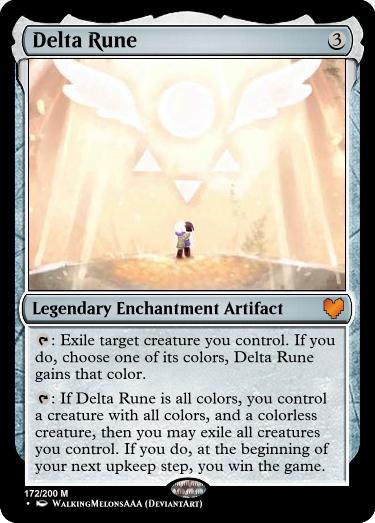 Delta Rune 3
Legendary Enchantment Artifact
: Exile target creature you control. If you
do, choose one of its colors, Delta Rune
gains that color.
: If Delta Rune is all colors, you control
a creature with all colors, and a colorless
creature, then you may exile all creatures
you control. If you do, at the beginning of
your next upkeep step, you win the game.
172/200 M
• WalkingMelonsAAA (DeviantArt)